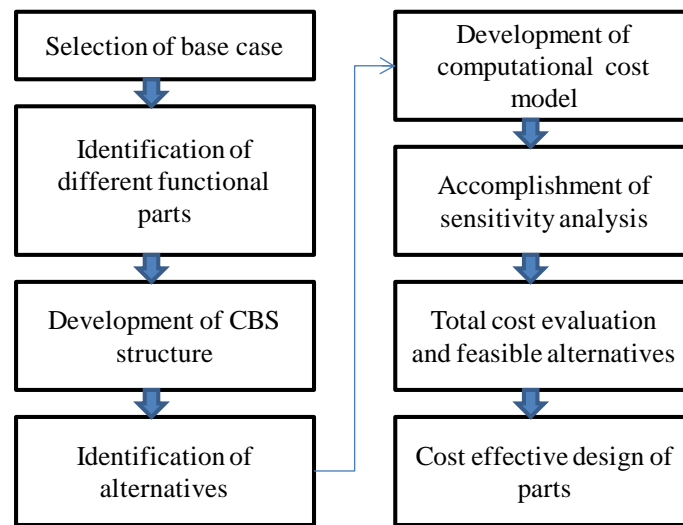 Selection of base case
Identification of
different functional
parts
Development of CBS
structure
Identification of
alternatives
Development of
computational cost
model
Accomplishment of
sensitivity analysis
Total cost evaluation
and feasible alternatives
Cost effective design of
parts